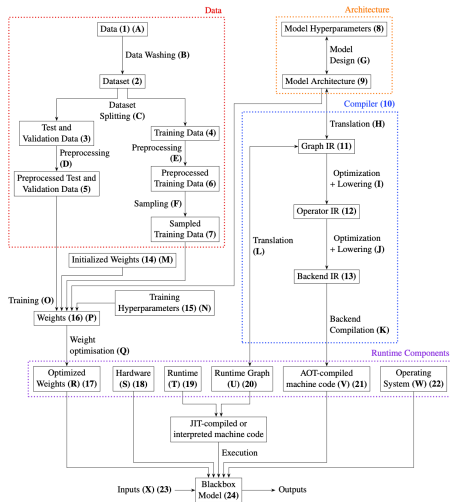 Data
Architecture
Data (1) (A)
Model Hyperparameters (8)
Data Washing (B)
Model
Design (G)
Dataset (2)
Model Architecture (9)
Dataset
Splitting (C)
Compiler (10)
Test and
Validation Data (3)
Training Data (4)
Translation (H)
Preprocessing
(D)
Preprocessing
(E)
Graph IR (11)
Preprocessed Test and
Validation Data (5)
Preprocessed
Training Data (6)
Optimization
+ Lowering (I)
Sampling (F)
Operator IR (12)
Sampled
Training Data (7)
Translation
(L)
Optimization
+ Lowering (J)
Initialized Weights (14) (M)
Backend IR (13)
Training (O)
Training
Hyperparameters (15) (N)
Weights (16) (P)
Backend
Compilation (K)
Weight
optimisation (Q)
Runtime Components
Optimized
Weights (R) (17)
Hardware
(S) (18)
Runtime
(T) (19)
Runtime Graph
(U) (20)
AOT-compiled
machine code (V) (21)
Operating
System (W) (22)
JIT-compiled or
interpreted machine code
Execution
Inputs (X) (23)
Blackbox
Model (24)
Outputs